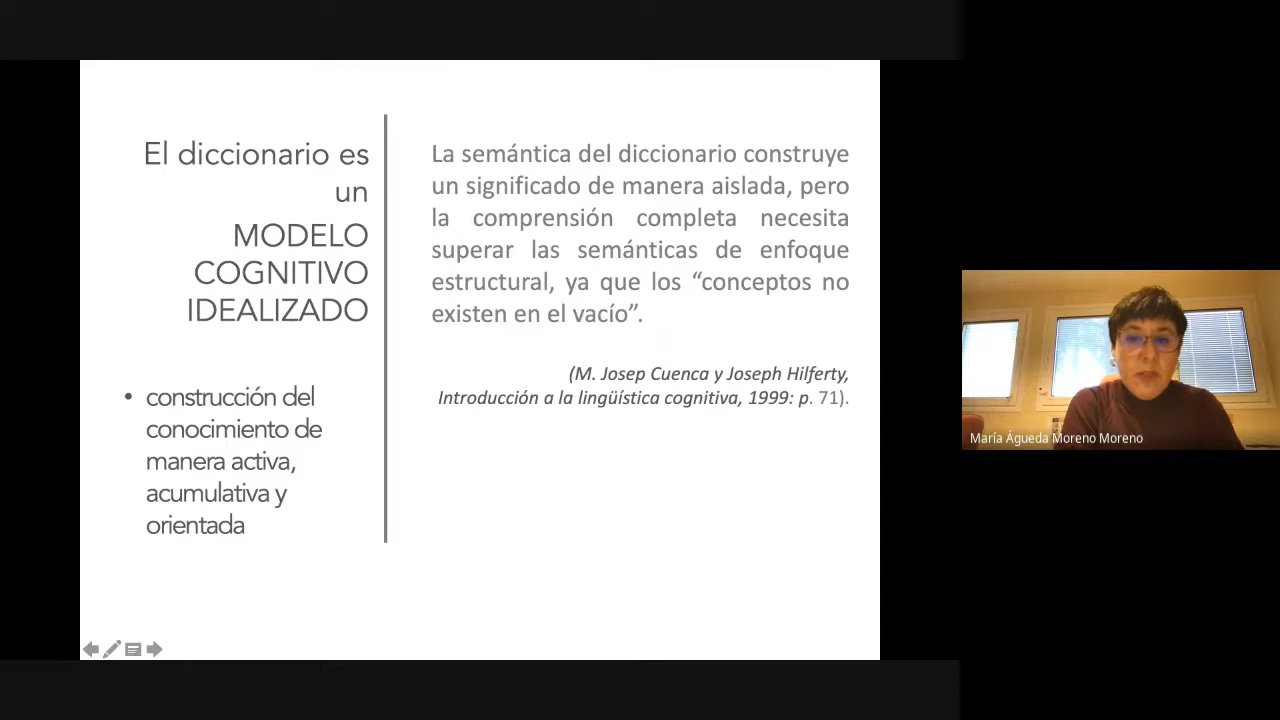 El diccionario es
un
MODELO
COGNITIVO
IDEALIZADO
• construcción del
conocimiento de
manera activa,
acumulativa y
orientada
La semántica del diccionario construye
un significado de manera aislada, pero
la comprensión completa necesita
superar las semánticas de enfoque
estructural, ya que los “conceptos no
existen en el vacío”.
(M. Josep Cuenca y Joseph Hilferty,
Introducción a la lingüística cognitiva, 1999: p. 71).
María Águeda Moreno Moreno